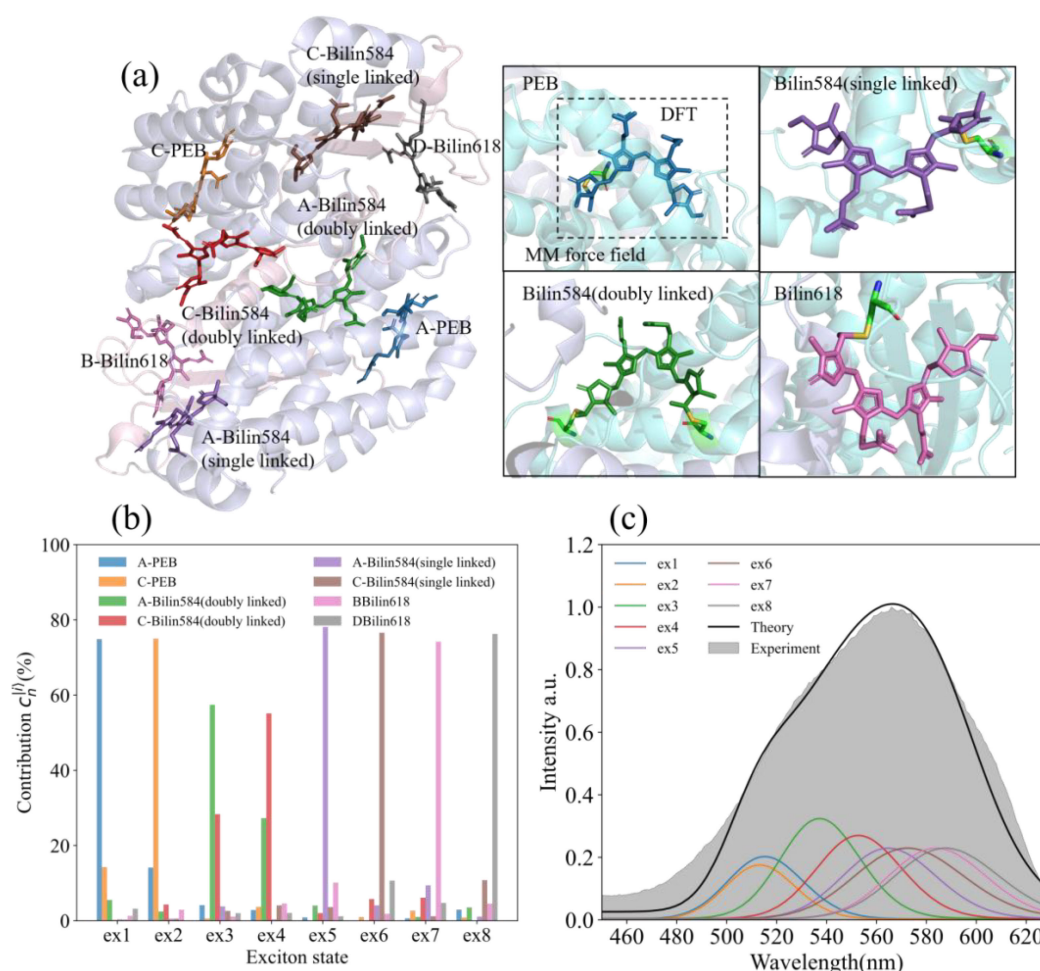 (a)
C-Bilin584
(single linked)
C-PEB
D-Bilin618
A-Bilin584
(doubly linked)
C-Bilin584
(doubly linked)
A-PEB
B-Bilin618
A-Bilin584
(single linked)
PEB
DFT
MM force field
Bilin584(single linked)
Bilin584(doubly linked)
Bilin618
(b)
100
80
60
40
20
0
Contribution c_n^{|i⟩}(%)
A-PEB
C-PEB
A-Bilin584(doubly linked)
C-Bilin584(doubly linked)
A-Bilin584(single linked)
C-Bilin584(single linked)
BBilin618
DBilin618
ex1 ex2 ex3 ex4 ex5 ex6 ex7 ex8
Exciton state
(c)
1.2
1.0
0.8
0.6
0.4
0.2
0.0
Intensity a.u.
ex1
ex2
ex3
ex4
ex5
ex6
ex7
ex8
Theory
Experiment
460 480 500 520 540 560 580 600 620
Wavelength(nm)